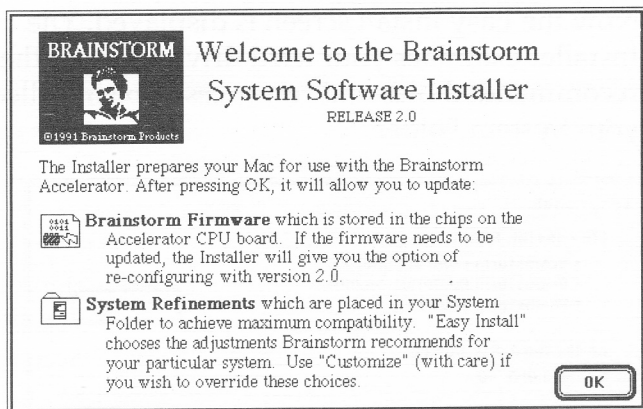 BRAINSTORM
©1991 Brainstorm Products
Welcome to the Brainstorm
System Software Installer
RELEASE 2.0
The Installer prepares your Mac for use with the Brainstorm
Accelerator. After pressing OK, it will allow you to update:
0101
0011
Brainstorm Firmware which is stored in the chips on the
Accelerator CPU board. If the firmware needs to be
updated, the Installer will give you the option of
re-configuring with version 2.0.
System Refinements which are placed in your System
Folder to achieve maximum compatibility. "Easy Install"
chooses the adjustments Brainstorm recommends for
your particular system. Use "Customize" (with care) if
you wish to override these choices.
OK